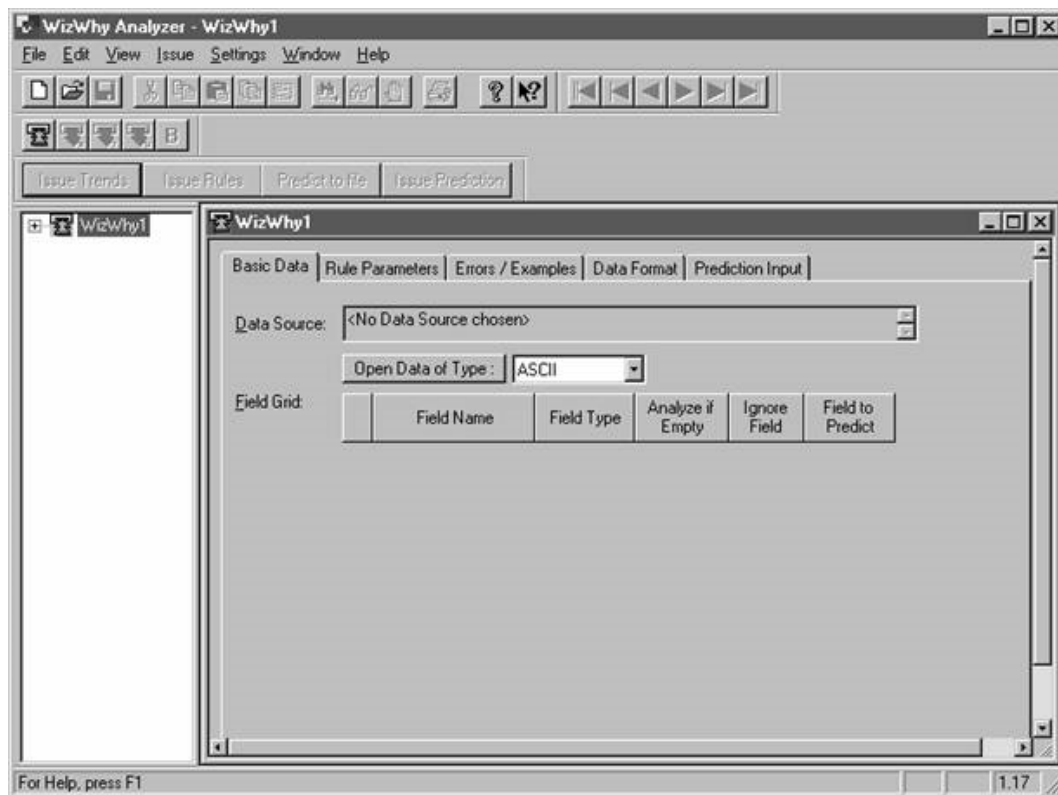 WizWhy Analyzer - WizWhy1
File Edit View Issue Settings Window Help
B
Issue Trends Issue Rules Predict to file Issue Prediction
WizWhy1
WizWhy1
Basic Data Rule Parameters Errors / Examples Data Format Prediction Input
Data Source: <No Data Source chosen>
Open Data of Type : ASCII
Field Grid: Field Name Field Type Analyze if Empty Ignore Field Field to Predict
For Help, press F1 1.17